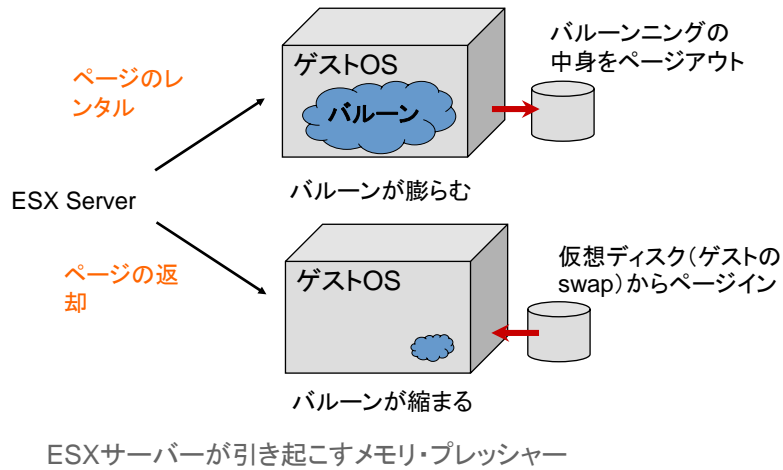 バルーンニングの
中身をページアウト
ゲストOS
ページのレ
ンタル
バルーン
バルーンが膨らむ
ESX Server
ページの返
却
ゲストOS
仮想ディスク(ゲストの
swap)からページイン
バルーンが縮まる
ESXサーバーが引き起こすメモリ・プレッシャー